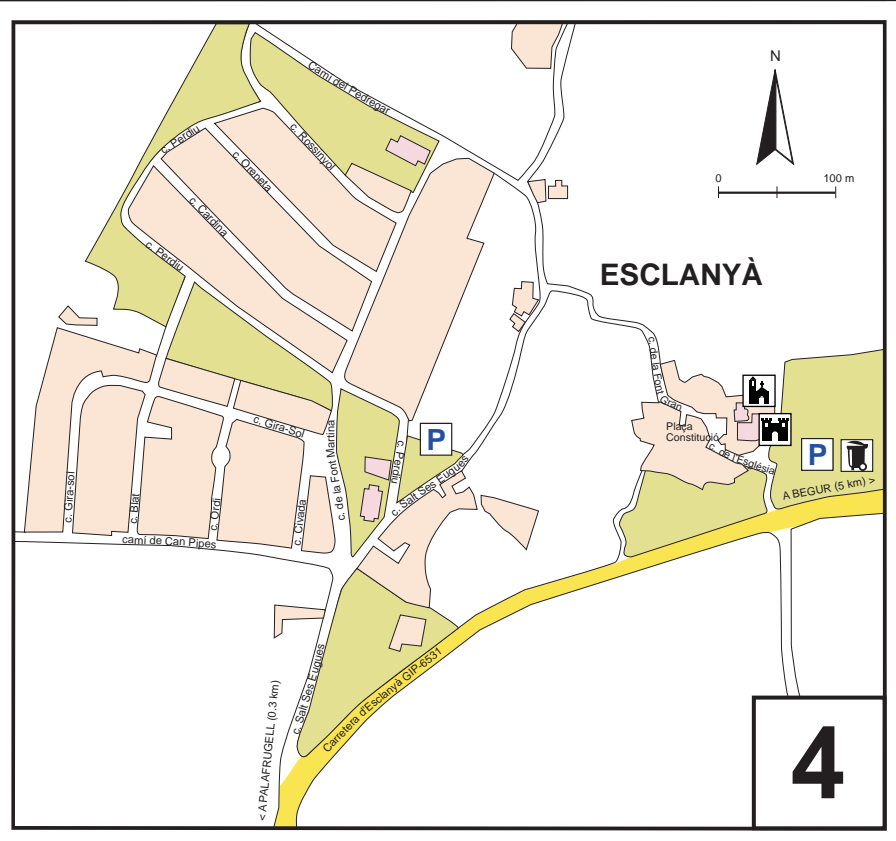 N
0 100 m
Camí del Pedregar
c. Perdiu
c. Rossinyol
c. Oreneta
c. Cardina
c. Perdiu
ESCLANYÀ
c. de la Font Gran
Plaça
Constitució
c. de l'Església
P
A BEGUR (5 km) >
P
c. Perdiu
c. Salt Ses Eugues
c. Gira-Sol
c. de la Font Martina
c. Gira-sol
c. Blat
c. Ordi
c. Civada
camí de Can Pipes
c. Salt Ses Eugues
Carretera d'Esclanyà GIP-6531
< A PALAFRUGELL (0.3 km)
4